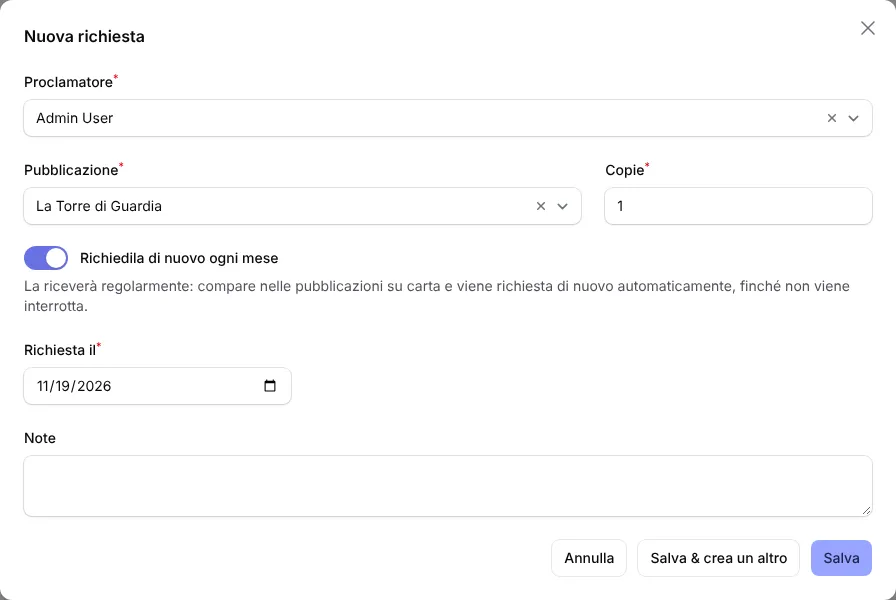 Nuova richiesta
Proclamatore*
Admin User
Pubblicazione*
Copie*
La Torre di Guardia
1
Richiedila di nuovo ogni mese
La riceverà regolarmente: compare nelle pubblicazioni su carta e viene richiesta di nuovo automaticamente, finché non viene
interrotta.
Richiesta il*
11/19/2026
Note
Annulla
Salva & crea un altro
Salva